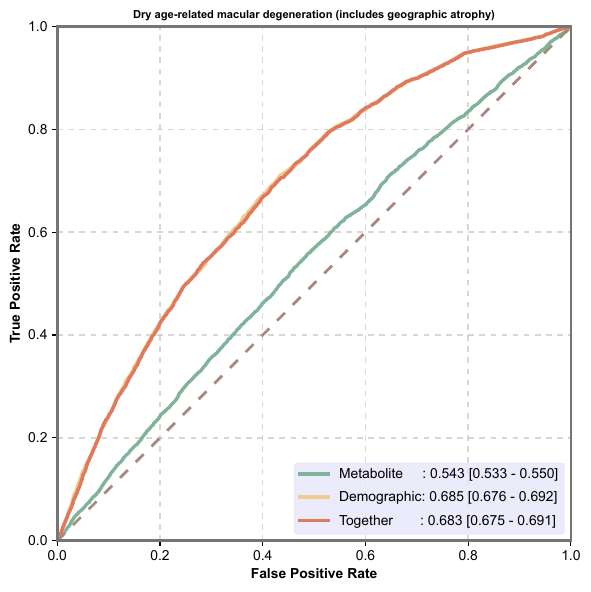 Dry age-related macular degeneration (includes geographic atrophy)
1.0
0.8
0.6
0.4
0.2
0.0
True Positive Rate
Metabolite : 0.543 [0.533 - 0.550]
Demographic: 0.685 [0.676 - 0.692]
Together : 0.683 [0.675 - 0.691]
0.0 0.2 0.4 0.6 0.8 1.0
False Positive Rate